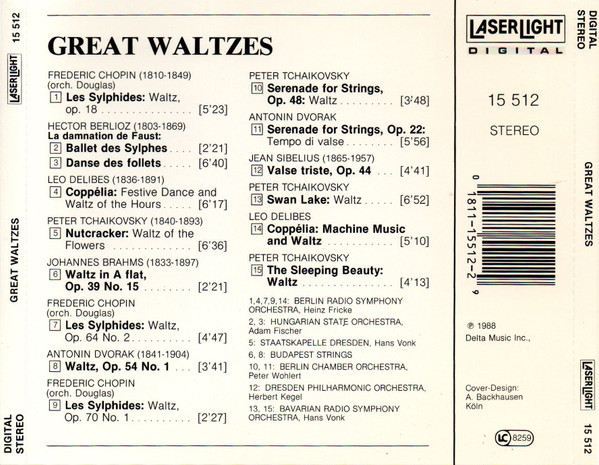 DIGITAL
STEREO
GREAT WALTZES
LASERLIGHT
15 512
GREAT WALTZES
FREDERIC CHOPIN (1810-1849)
(orch. Douglas)
1 Les Sylphides: Waltz,
op. 18 . . . . . . . . . . . . . . [5'23]
HECTOR BERLIOZ (1803-1869)
La damnation de Faust:
2 Ballet des Sylphes . . . . [2'21]
3 Danse des follets . . . . . . [6'40]
LEO DELIBES (1836-1891)
4 Coppélia: Festive Dance and
Waltz of the Hours . . . . [6'17]
PETER TCHAIKOVSKY (1840-1893)
5 Nutcracker: Waltz of the
Flowers . . . . . . . . . . . . [6'36]
JOHANNES BRAHMS (1833-1897)
6 Waltz in A flat,
Op. 39 No. 15 . . . . . . . . [2'21]
FREDERIC CHOPIN
(orch. Douglas)
7 Les Sylphides: Waltz,
Op. 64 No. 2 . . . . . . . . . [4'47]
ANTONIN DVORAK (1841-1904)
8 Waltz, Op. 54 No. 1 . . . [3'41]
FREDERIC CHOPIN
(orch. Douglas)
9 Les Sylphides: Waltz,
Op. 70 No. 1 . . . . . . . . . [2'27]
PETER TCHAIKOVSKY
10 Serenade for Strings,
Op. 48: Waltz . . . . . . . . . [3'48]
ANTONIN DVORAK
11 Serenade for Strings, Op. 22:
Tempo di valse . . . . . . . . [5'56]
JEAN SIBELIUS (1865-1957)
12 Valse triste, Op. 44 . . . . [4'41]
PETER TCHAIKOVSKY
13 Swan Lake: Waltz . . . . . [6'52]
LEO DELIBES
14 Coppélia: Machine Music
and Waltz . . . . . . . . . . . [5'10]
PETER TCHAIKOVSKY
15 The Sleeping Beauty:
Waltz . . . . . . . . . . . . . . . [4'13]
1,4,7,9,14: BERLIN RADIO SYMPHONY
ORCHESTRA, Heinz Fricke
2, 3: HUNGARIAN STATE ORCHESTRA,
Adam Fischer
5: STAATSKAPELLE DRESDEN, Hans Vonk
6, 8: BUDAPEST STRINGS
10, 11: BERLIN CHAMBER ORCHESTRA,
Peter Wohlert
12: DRESDEN PHILHARMONIC ORCHESTRA,
Herbert Kegel
13, 15: BAVARIAN RADIO SYMPHONY
ORCHESTRA, Hans Vonk
LASERLIGHT
DIGITAL
15 512
STEREO
0 1811-15512-2 9
℗ 1988
Delta Music Inc.,
Cover-Design:
A. Backhausen
Köln
LC 8259
DIGITAL
STEREO
GREAT WALTZES
LASERLIGHT
15 512